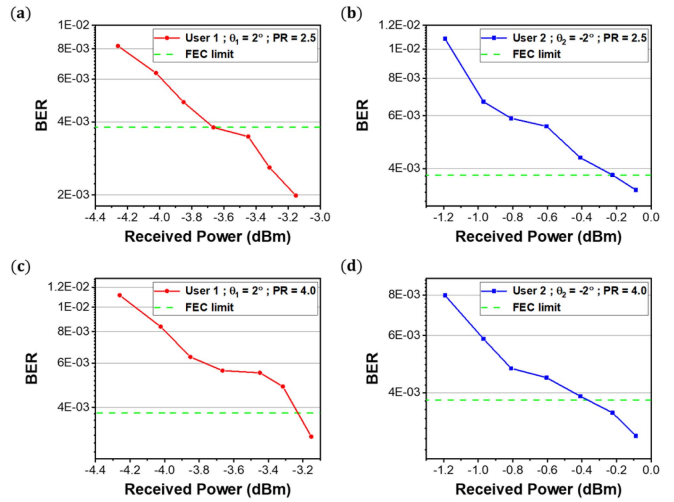 (a)
User 1 ; θ1 = 2° ; PR = 2.5
FEC limit
BER
8E-03
6E-03
4E-03
2E-03
-4.4 -4.2 -4.0 -3.8 -3.6 -3.4 -3.2 -3.0
Received Power (dBm)
(b)
User 2 ; θ2 = -2° ; PR = 2.5
FEC limit
BER
1.2E-02
1E-02
8E-03
6E-03
4E-03
-1.2 -1.0 -0.8 -0.6 -0.4 -0.2 0.0
Received Power (dBm)
(c)
User 1 ; θ1 = 2° ; PR = 4.0
FEC limit
BER
1.2E-02
1E-02
8E-03
6E-03
4E-03
-4.4 -4.2 -4.0 -3.8 -3.6 -3.4 -3.2
Received Power (dBm)
(d)
User 2 ; θ2 = -2° ; PR = 4.0
FEC limit
BER
8E-03
6E-03
4E-03
-1.2 -1.0 -0.8 -0.6 -0.4 -0.2 0.0
Received Power (dBm)